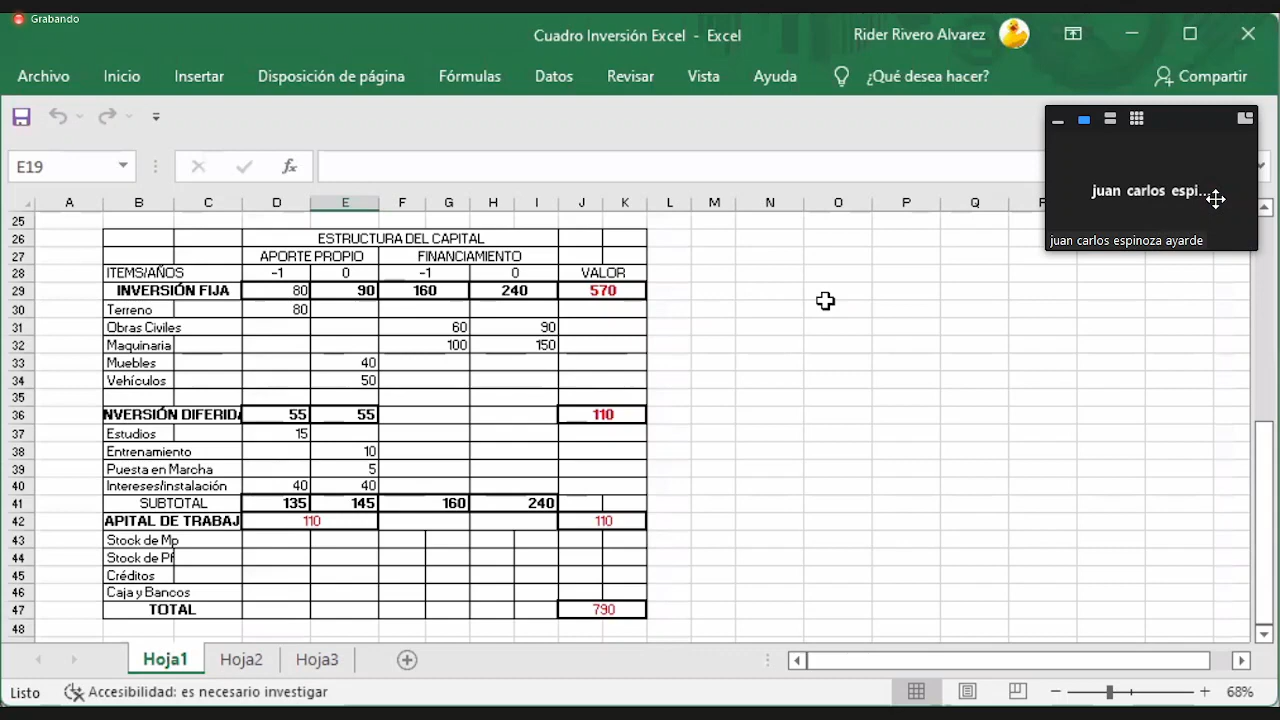 Grabando
Cuadro Inversión Excel - Excel
Rider Rivero Alvarez
Archivo Inicio Insertar Disposición de página Fórmulas Datos Revisar Vista Ayuda ¿Qué desea hacer? Compartir
E19 fx
juan carlos espi...
juan carlos espinoza ayarde
A B C D E F G H I J K L M N O P Q R
25
26 ESTRUCTURA DEL CAPITAL
27 APORTE PROPIO FINANCIAMIENTO
28 ITEMS/AÑOS -1 0 -1 0 VALOR
29 INVERSIÓN FIJA 80 90 160 240 570
30 Terreno 80
31 Obras Civiles 60 90
32 Maquinaria 100 150
33 Muebles 40
34 Vehículos 50
35
36 NVERSIÓN DIFERIDA 55 55 110
37 Estudios 15
38 Entrenamiento 10
39 Puesta en Marcha 5
40 Intereses/instalación 40 40
41 SUBTOTAL 135 145 160 240
42 APITAL DE TRABAJ 110 110
43 Stock de Mp
44 Stock de Pf
45 Créditos
46 Caja y Bancos
47 TOTAL 790
48
Hoja1 Hoja2 Hoja3
Listo Accesibilidad: es necesario investigar 68%